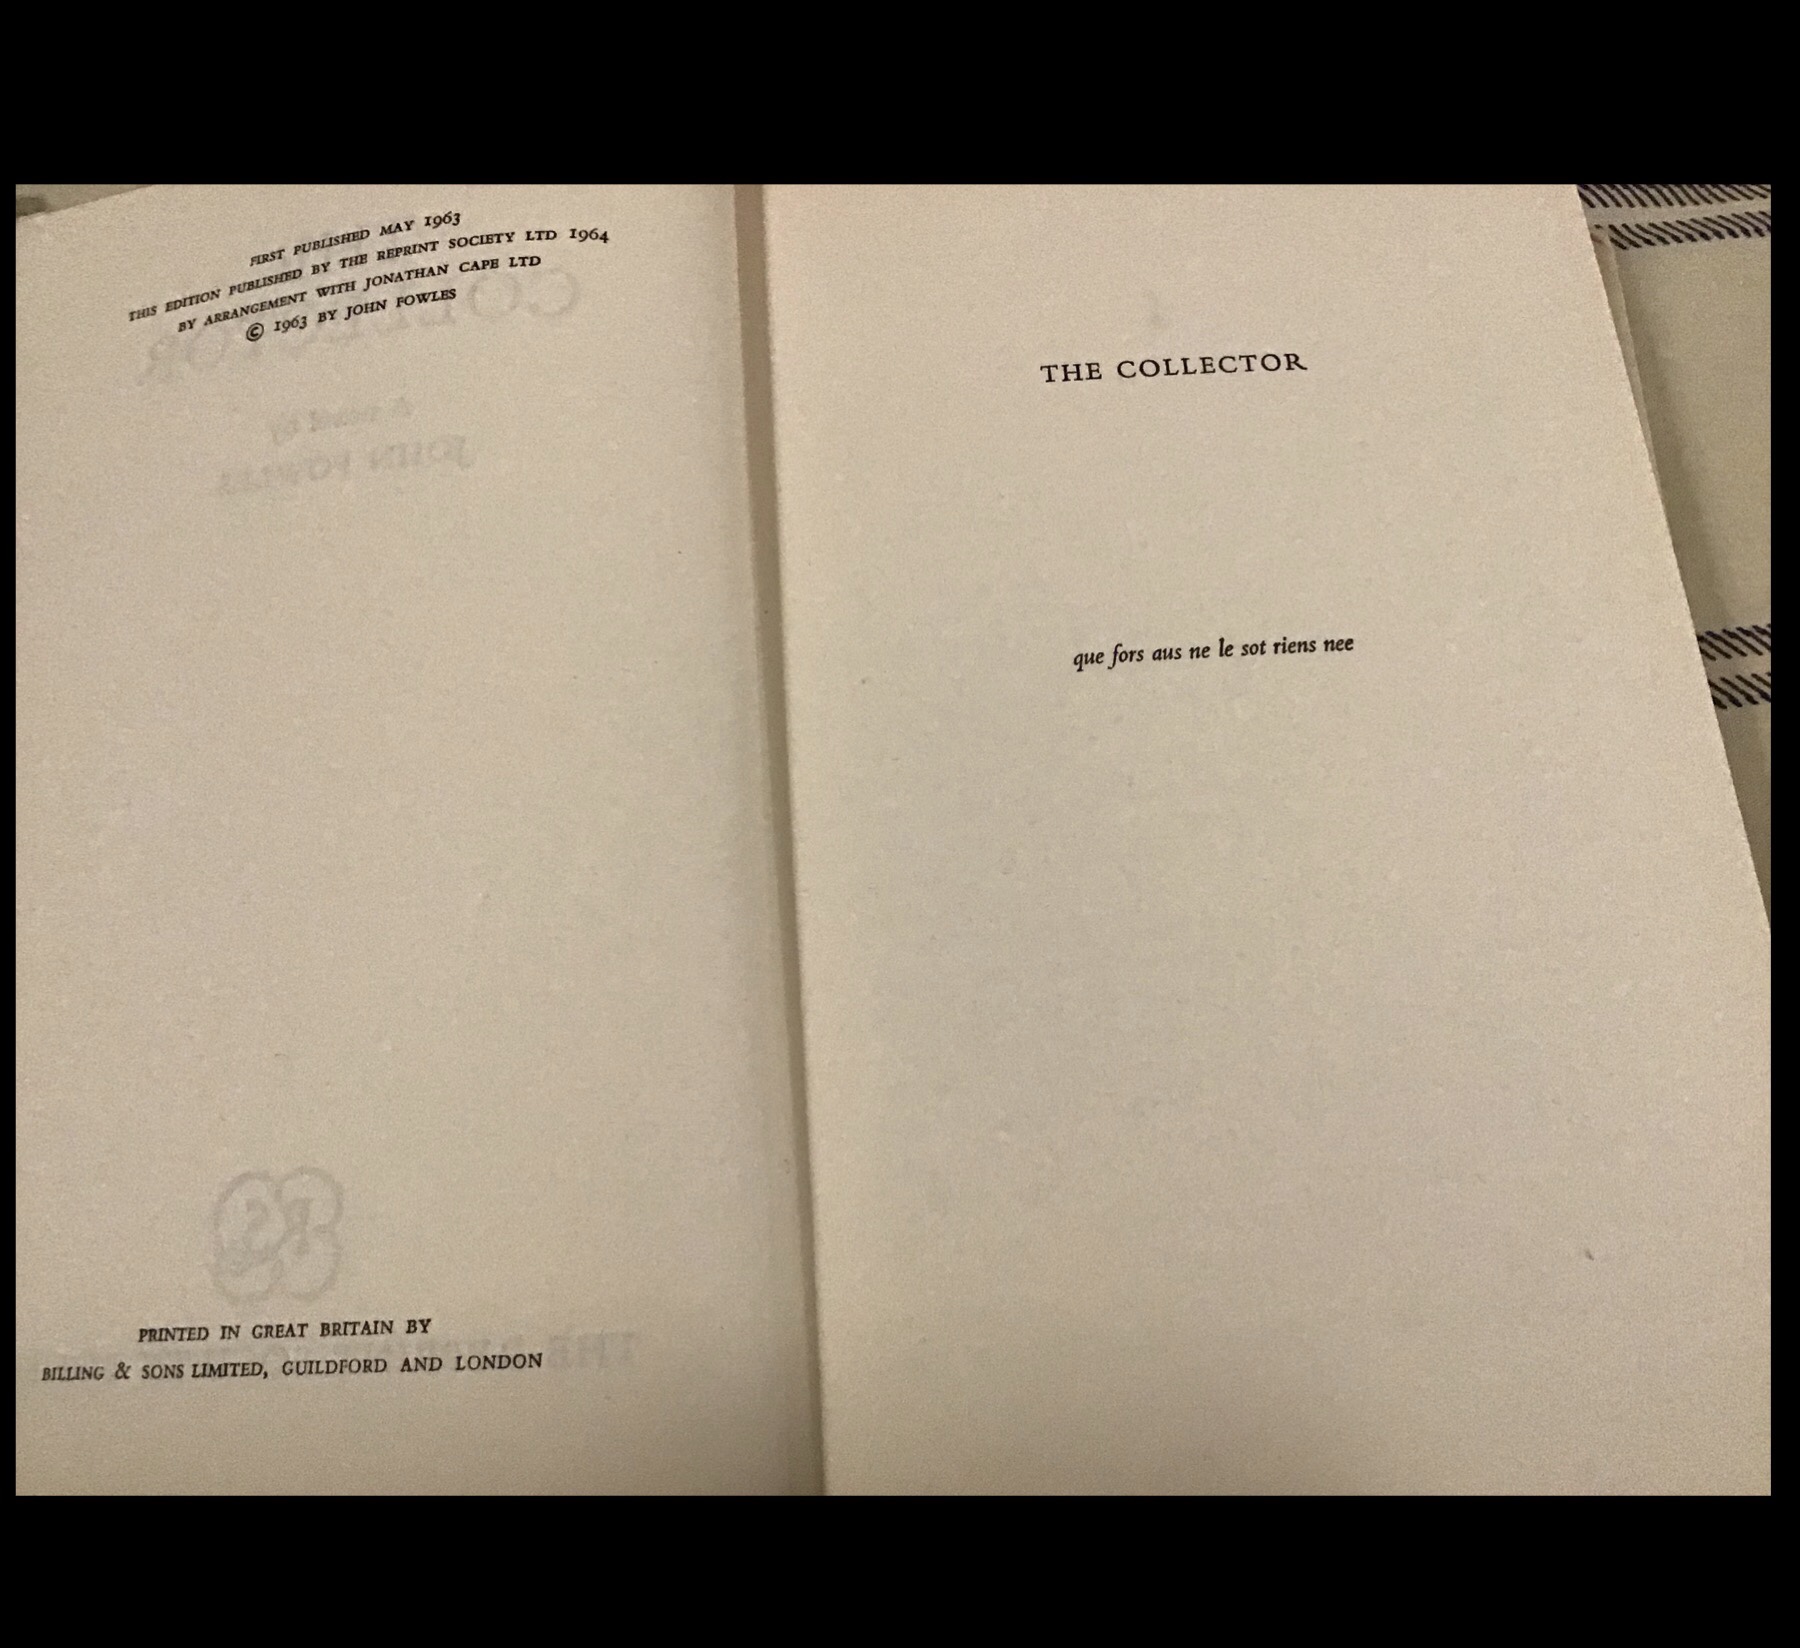 FIRST PUBLISHED MAY 1963
THIS EDITION PUBLISHED BY THE REPRINT SOCIETY LTD 1964
BY ARRANGEMENT WITH JONATHAN CAPE LTD
© 1963 BY JOHN FOWLES
PRINTED IN GREAT BRITAIN BY
BILLING & SONS LIMITED, GUILDFORD AND LONDON
THE COLLECTOR
que fors aus ne le sot riens nee